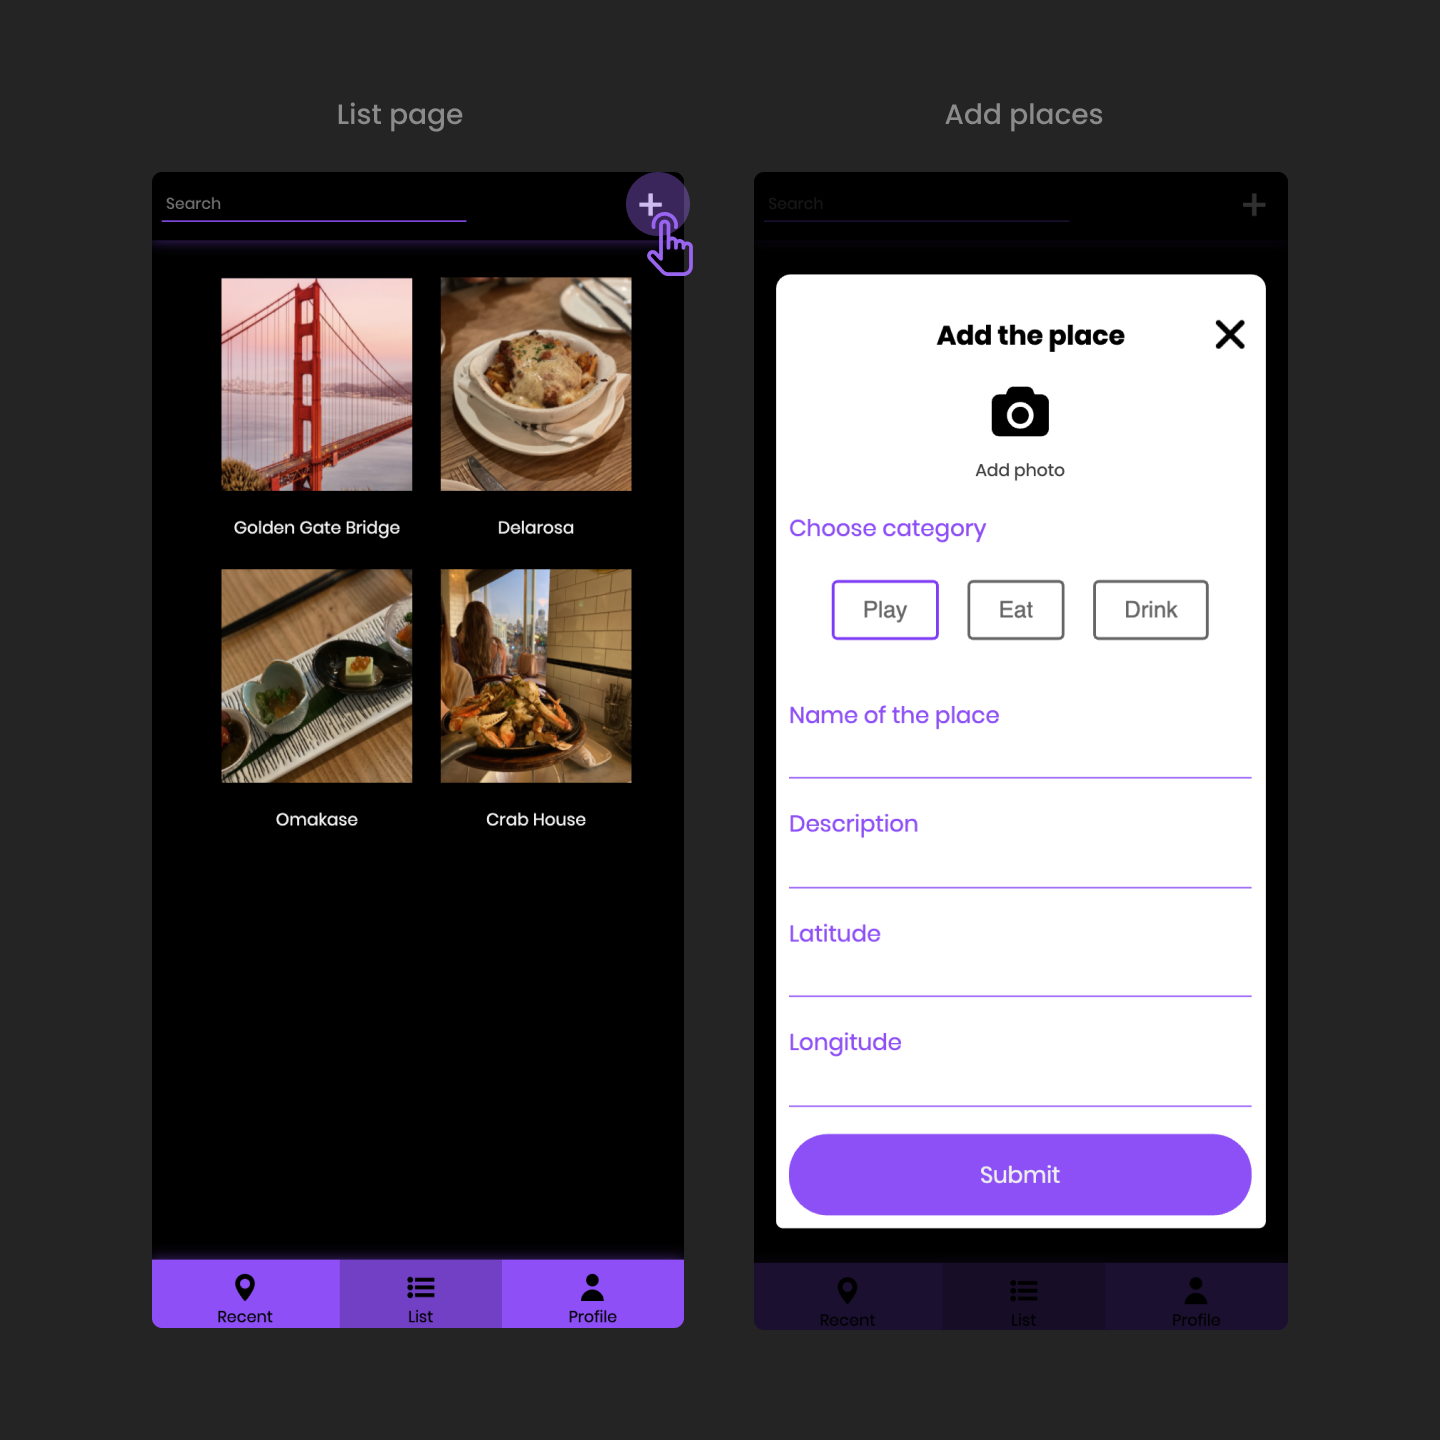 List page
Search
Golden Gate Bridge
Delarosa
Omakase
Crab House
Recent
List
Profile
Add places
Search
Add the place
Add photo
Choose category
Play
Eat
Drink
Name of the place
Description
Latitude
Longitude
Submit
Recent
List
Profile